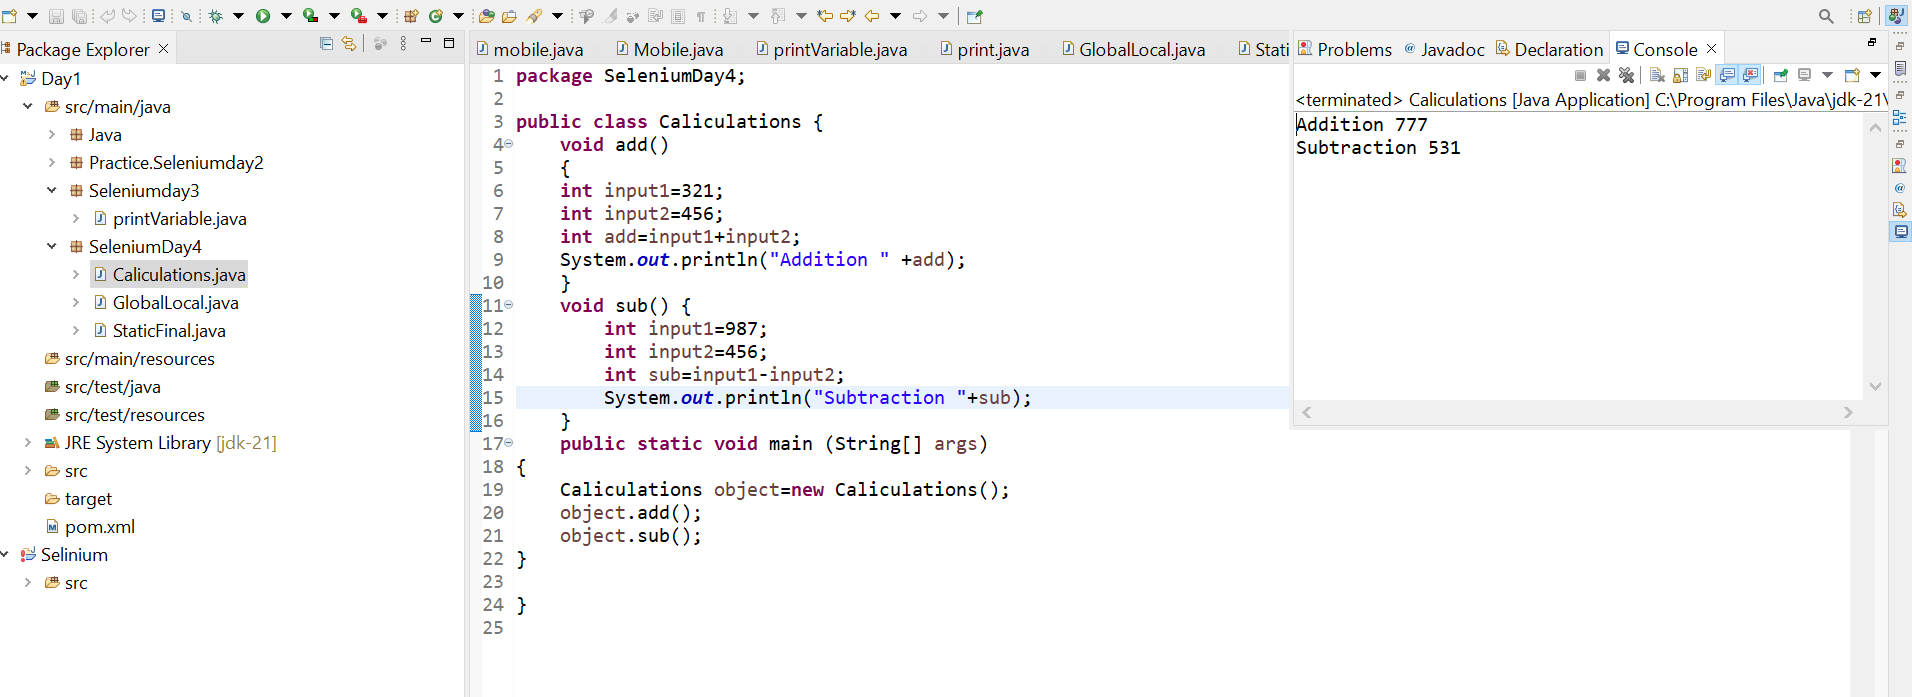 Package Explorer
Day1
src/main/java
Java
Practice.Seleniumday2
Seleniumday3
printVariable.java
SeleniumDay4
Caliculations.java
GlobalLocal.java
StaticFinal.java
src/main/resources
src/test/java
src/test/resources
JRE System Library [jdk-21]
src
target
pom.xml
Selinium
src
mobile.java Mobile.java printVariable.java print.java GlobalLocal.java Stati
1 package SeleniumDay4;
2
3 public class Caliculations {
4 void add()
5 {
6 int input1=321;
7 int input2=456;
8 int add=input1+input2;
9 System.out.println("Addition " +add);
10 }
11 void sub() {
12 int input1=987;
13 int input2=456;
14 int sub=input1-input2;
15 System.out.println("Subtraction "+sub);
16 }
17 public static void main (String[] args)
18 {
19 Caliculations object=new Caliculations();
20 object.add();
21 object.sub();
22 }
23
24 }
25
Problems Javadoc Declaration Console
<terminated> Caliculations [Java Application] C:\Program Files\Java\jdk-21\
Addition 777
Subtraction 531